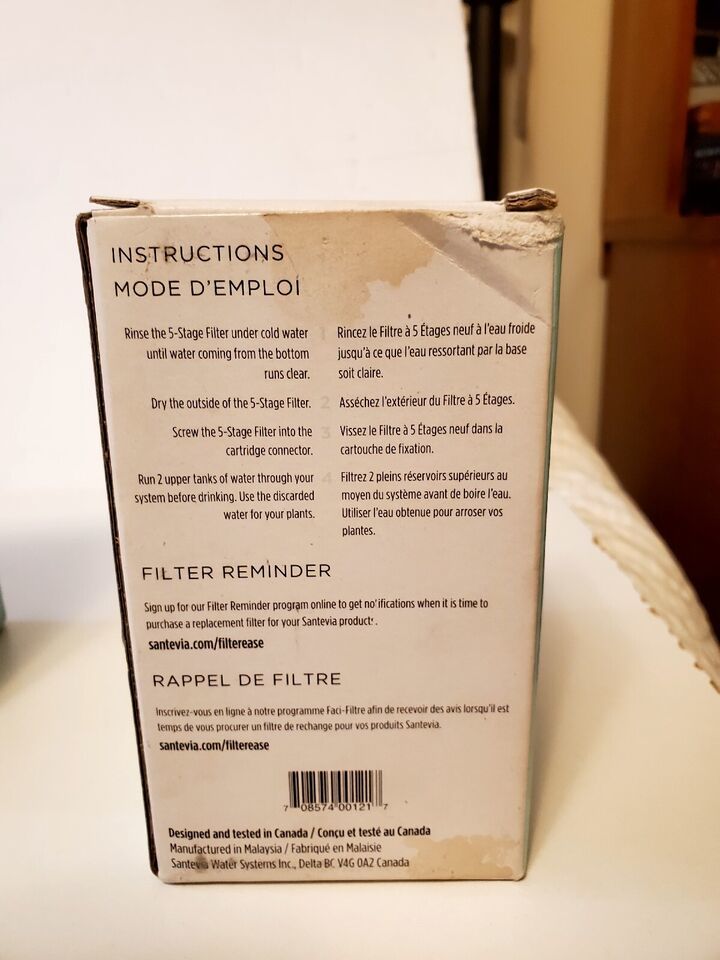 INSTRUCTIONS
MODE D'EMPLOI
Rinse the 5-Stage Filter under cold water
until water coming from the bottom
runs clear.
1
Rincez le Filtre à 5 Étages neuf à l'eau froide
jusqu'à ce que l'eau ressortant par la base
soit claire.
Dry the outside of the 5-Stage Filter.
2
Asséchez l'extérieur du Filtre à 5 Étages.
Screw the 5-Stage Filter into the
cartridge connector.
3
Vissez le Filtre à 5 Étages neuf dans la
cartouche de fixation.
Run 2 upper tanks of water through your
system before drinking. Use the discarded
water for your plants.
4
Filtrez 2 pleins réservoirs supérieurs au
moyen du système avant de boire l'eau.
Utiliser l'eau obtenue pour arroser vos
plantes.
FILTER REMINDER
Sign up for our Filter Reminder program online to get notifications when it is time to
purchase a replacement filter for your Santevia products.
santevia.com/filterease
RAPPEL DE FILTRE
Inscrivez-vous en ligne à notre programme Faci-Filtre afin de recevoir des avis lorsqu'il est
temps de vous procurer un filtre de rechange pour vos produits Santevia.
santevia.com/filterease
7 08574 00121 7
Designed and tested in Canada / Conçu et testé au Canada
Manufactured in Malaysia / Fabriqué en Malaisie
Santevia Water Systems Inc., Delta BC V4G 0A2 Canada